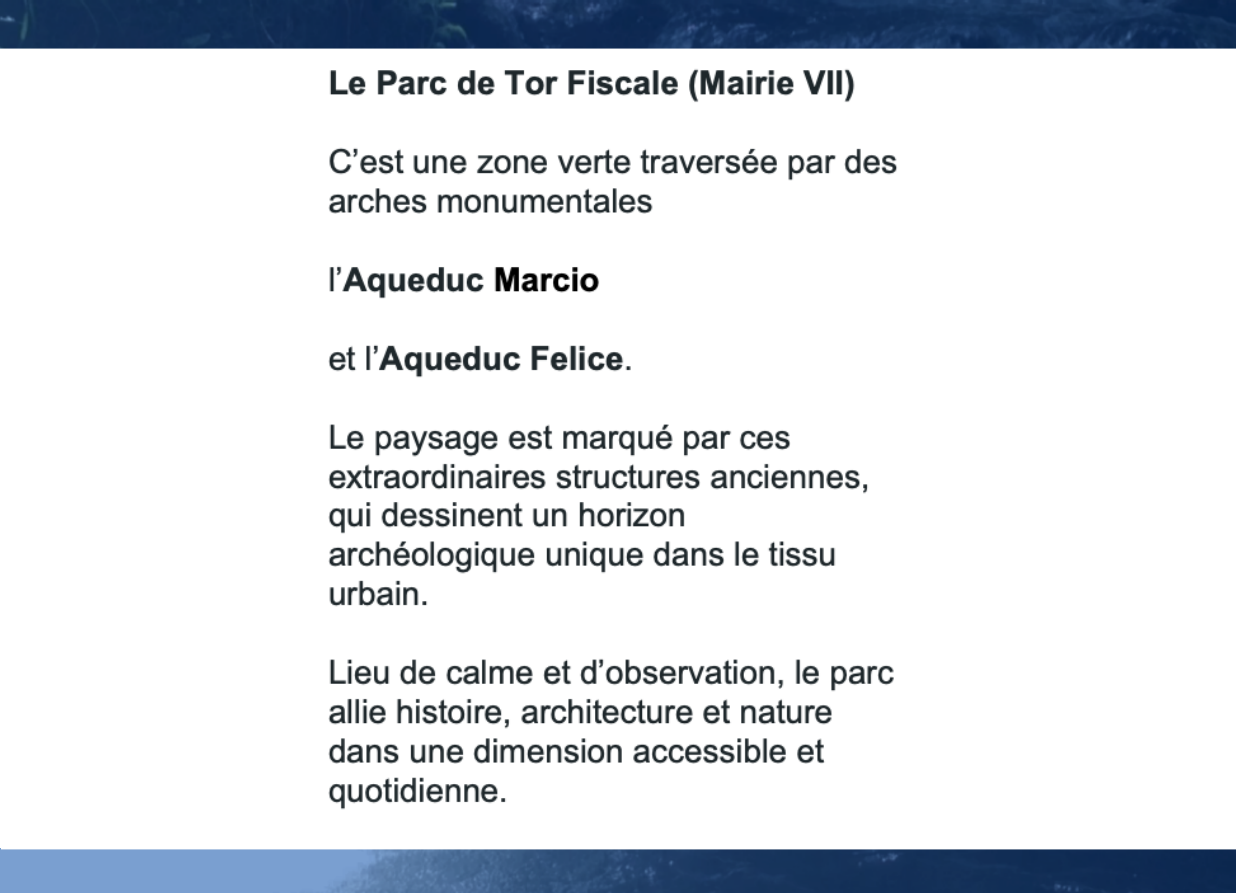 Le Parc de Tor Fiscale (Mairie VII)
C’est une zone verte traversée par des
arches monumentales
l’Aqueduc Marcio
et l’Aqueduc Felice.
Le paysage est marqué par ces
extraordinaires structures anciennes,
qui dessinent un horizon
archéologique unique dans le tissu
urbain.
Lieu de calme et d’observation, le parc
allie histoire, architecture et nature
dans une dimension accessible et
quotidienne.